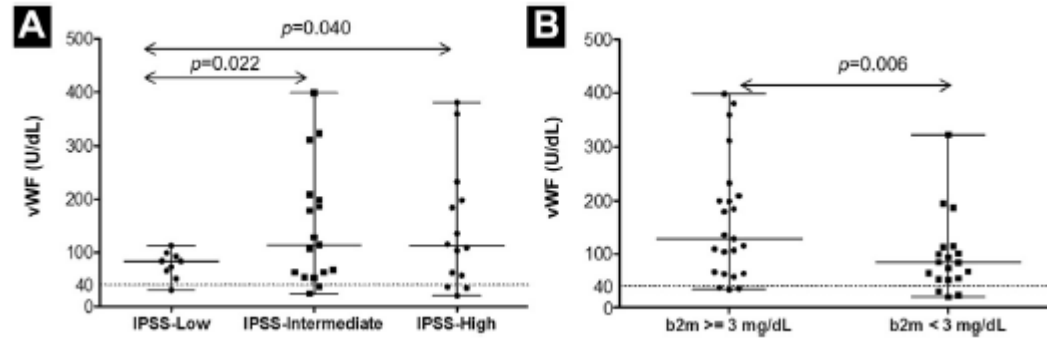 A
p=0.040
p=0.022
vWF (U/dL)
500
400
300
200
100
40
0
IPSS-Low IPSS-Intermediate IPSS-High
B
p=0.006
vWF (U/dL)
500
400
300
200
100
40
0
b2m >= 3 mg/dL b2m < 3 mg/dL